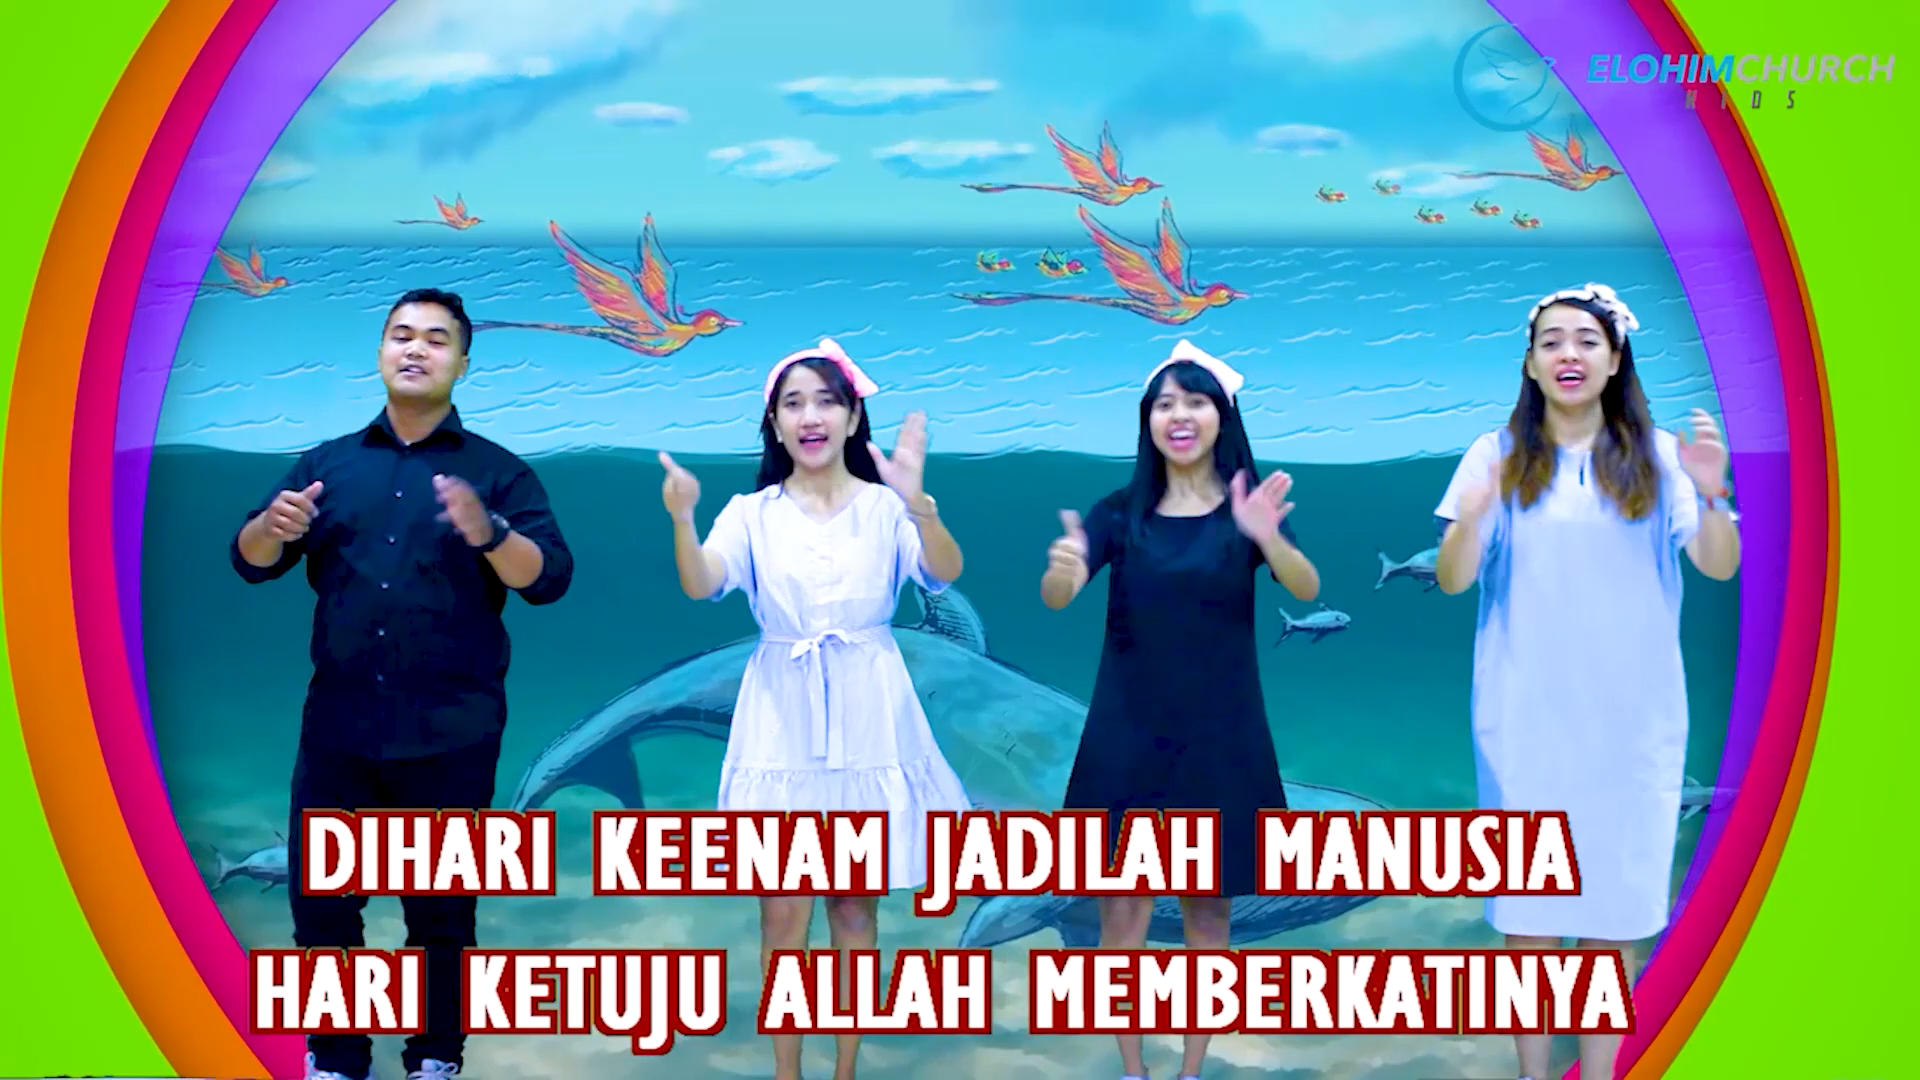 ELOHIMCHURCH
KIDS
DIHARI KEENAM JADILAH MANUSIA
HARI KETUJU ALLAH MEMBERKATINYA